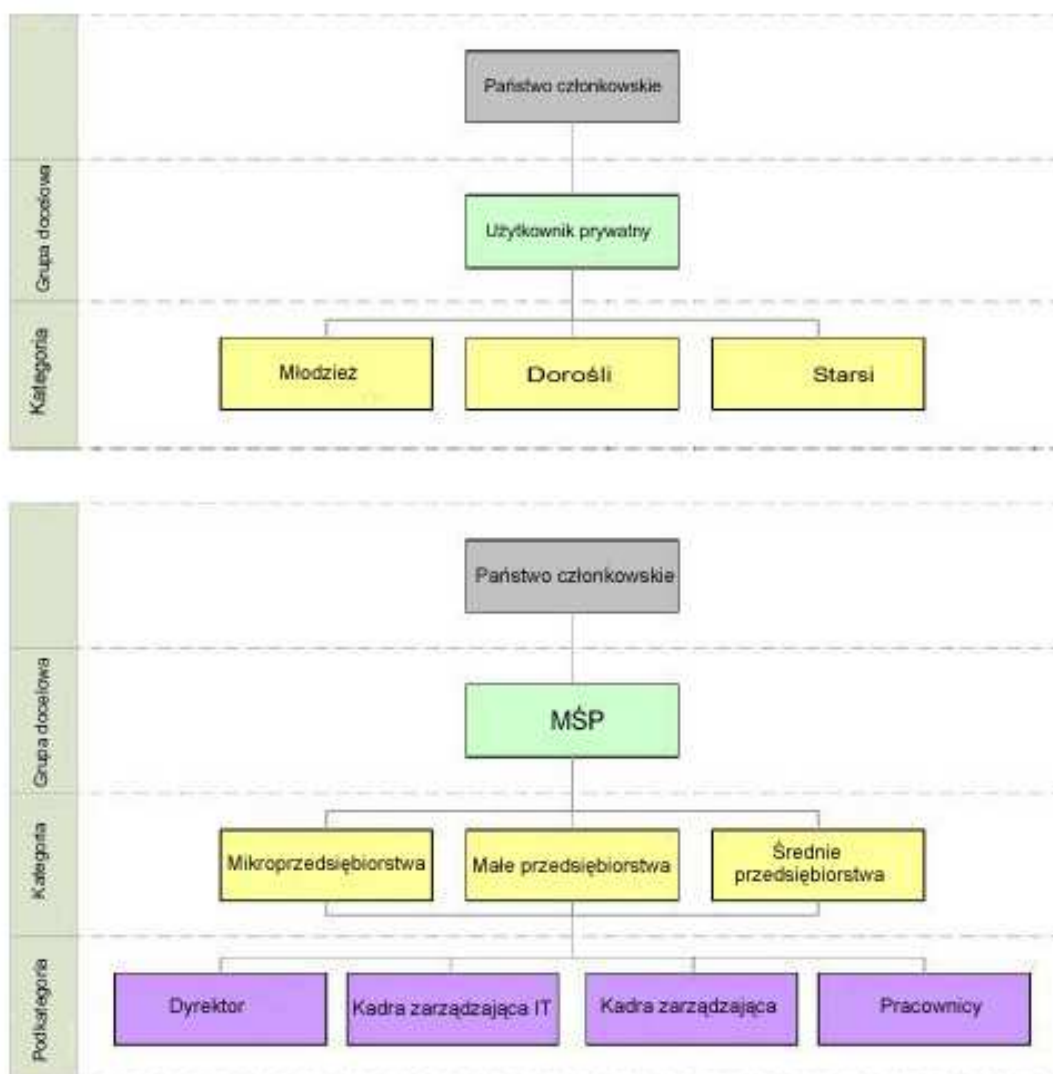 Państwo członkowskie
Grupa docelowa
Użytkownik prywatny
Kategoria
Młodzież
Dorośli
Starsi
Państwo członkowskie
Grupa docelowa
MŚP
Kategoria
Mikroprzedsiębiorstwa
Małe przedsiębiorstwa
Średnie
przedsiębiorstwa
Podkategoria
Dyrektor
Kadra zarządzająca IT
Kadra zarządzająca
Pracownicy